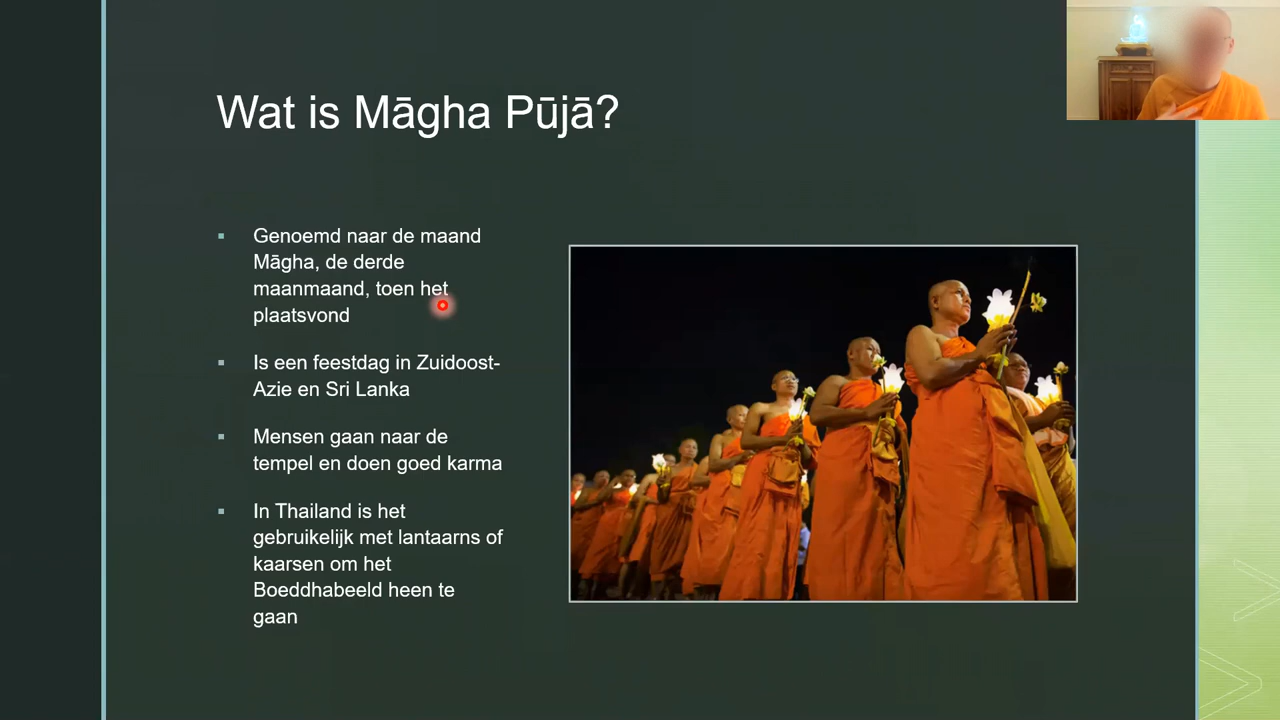 Wat is Māgha Pūjā?
Genoemd naar de maand
Māgha, de derde
maanmaand, toen het
plaatsvond
Is een feestdag in Zuidoost-
Azie en Sri Lanka
Mensen gaan naar de
tempel en doen goed karma
In Thailand is het
gebruikelijk met lantaarns of
kaarsen om het
Boeddhabeeld heen te
gaan